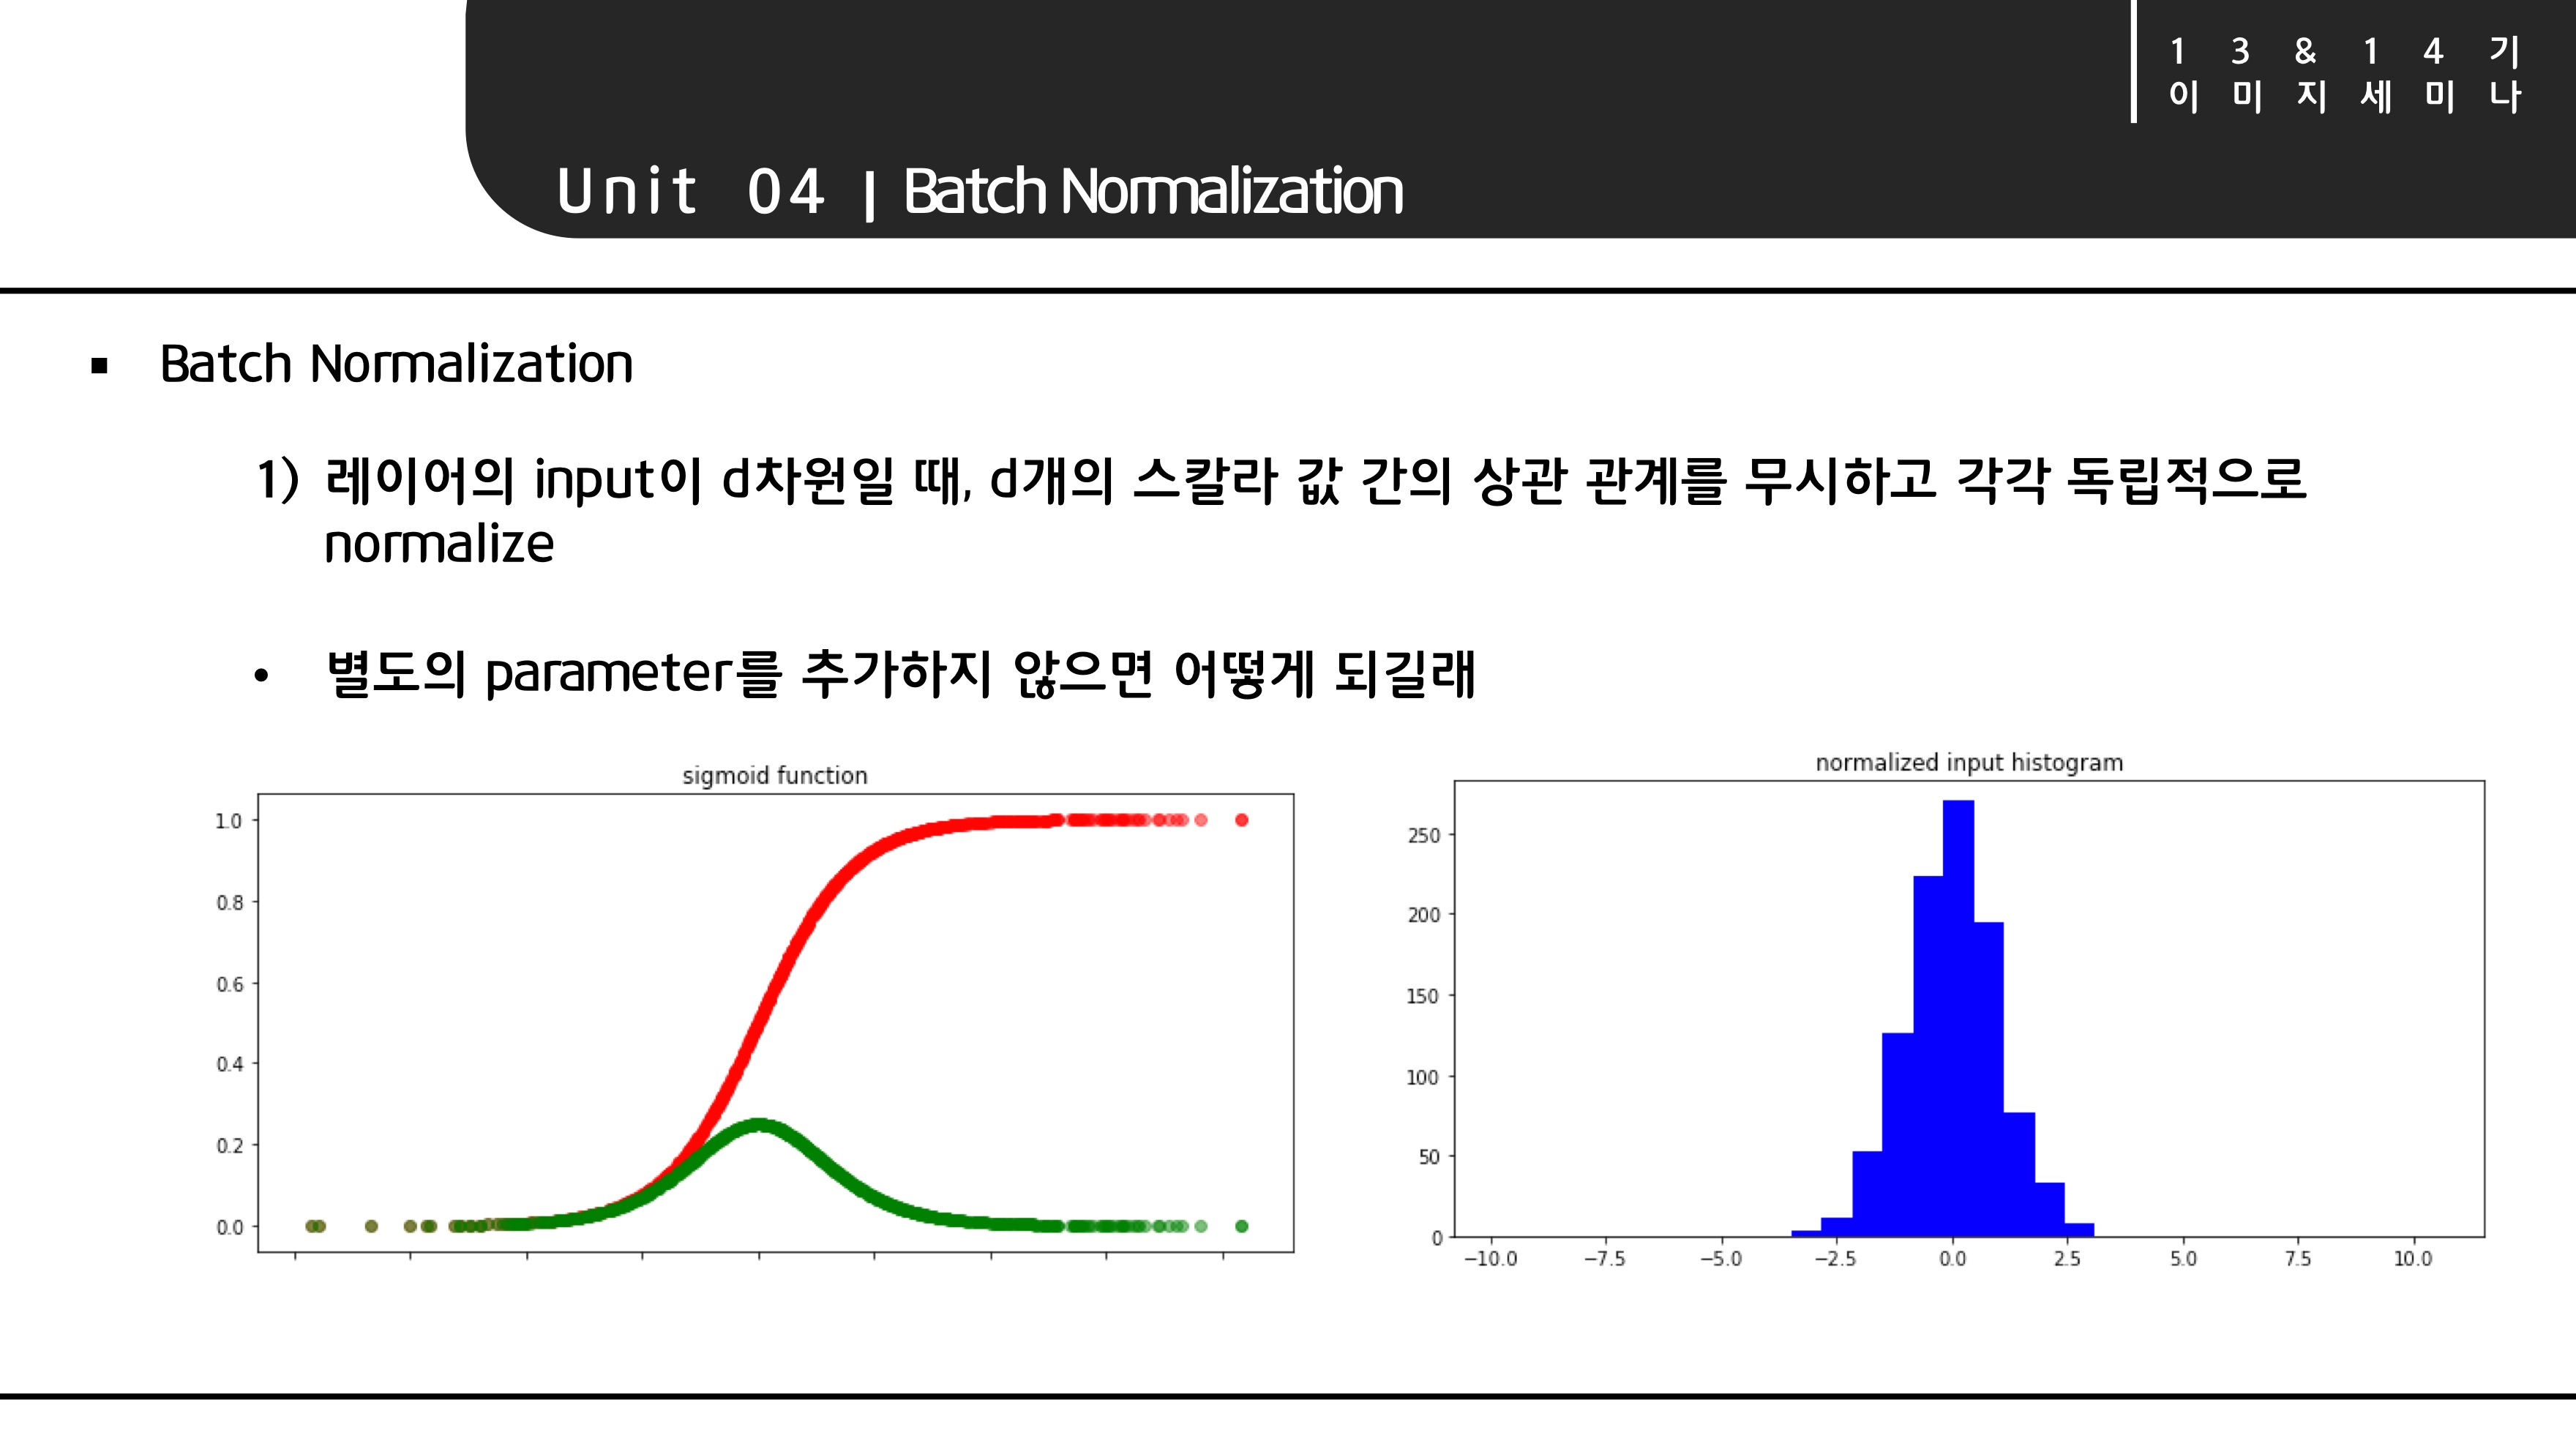 1 3 & 1 4 기
이 미 지 세 미 나
Unit 04 | Batch Normalization
▪ Batch Normalization
1) 레이어의 input이 d차원일 때, d개의 스칼라 값 간의 상관 관계를 무시하고 각각 독립적으로
normalize
• 별도의 parameter를 추가하지 않으면 어떻게 되길래
sigmoid function
1.0
0.8
0.6
0.4
0.2
0.0
normalized input histogram
250
200
150
100
50
0
−10.0 −7.5 −5.0 −2.5 0.0 2.5 5.0 7.5 10.0